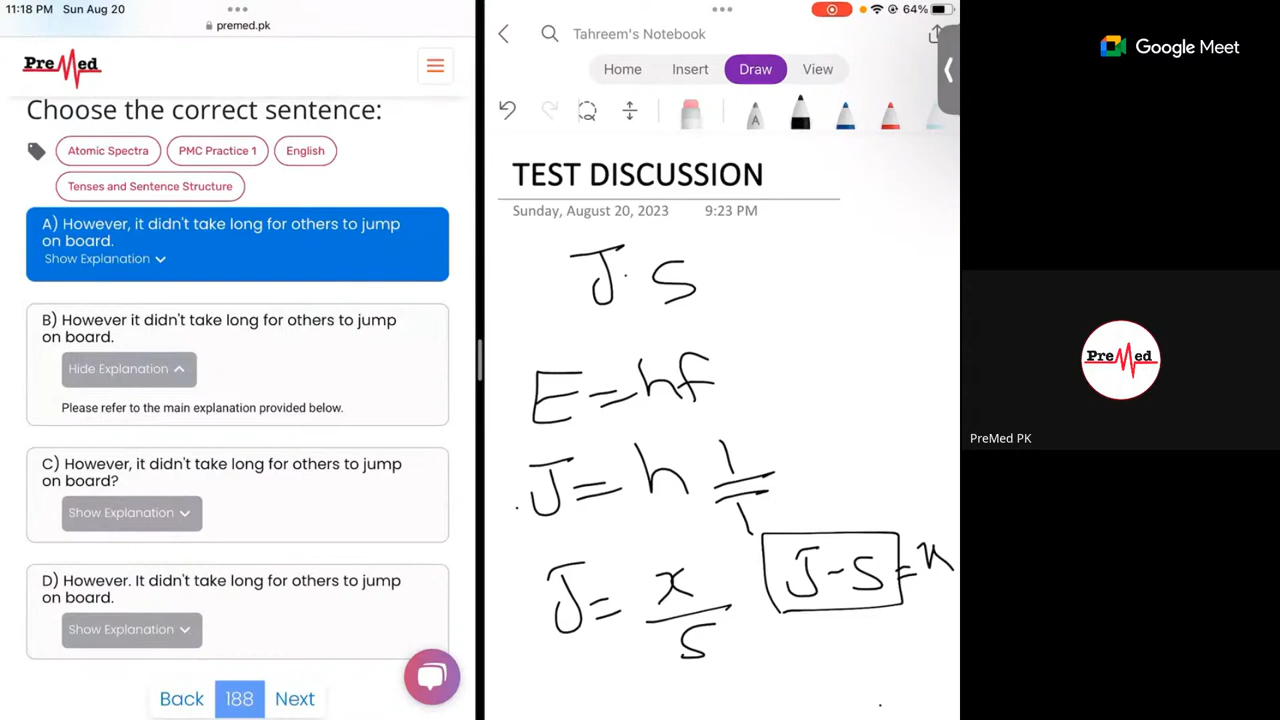 11:18 PM Sun Aug 20
premed.pk
PreMed
Choose the correct sentence:
Atomic Spectra
PMC Practice 1
English
Tenses and Sentence Structure
A) However, it didn't take long for others to jump
on board.
Show Explanation
B) However it didn't take long for others to jump
on board.
Hide Explanation
Please refer to the main explanation provided below.
C) However, it didn't take long for others to jump
on board?
Show Explanation
D) However. It didn't take long for others to jump
on board.
Show Explanation
Back 188 Next
64%
Tahreem's Notebook
Home Insert Draw View
A
TEST DISCUSSION
Sunday, August 20, 2023 9:23 PM
J·S
E=hf
J=h
J=x/S
J-S=x
Google Meet
PreMed
PreMed PK